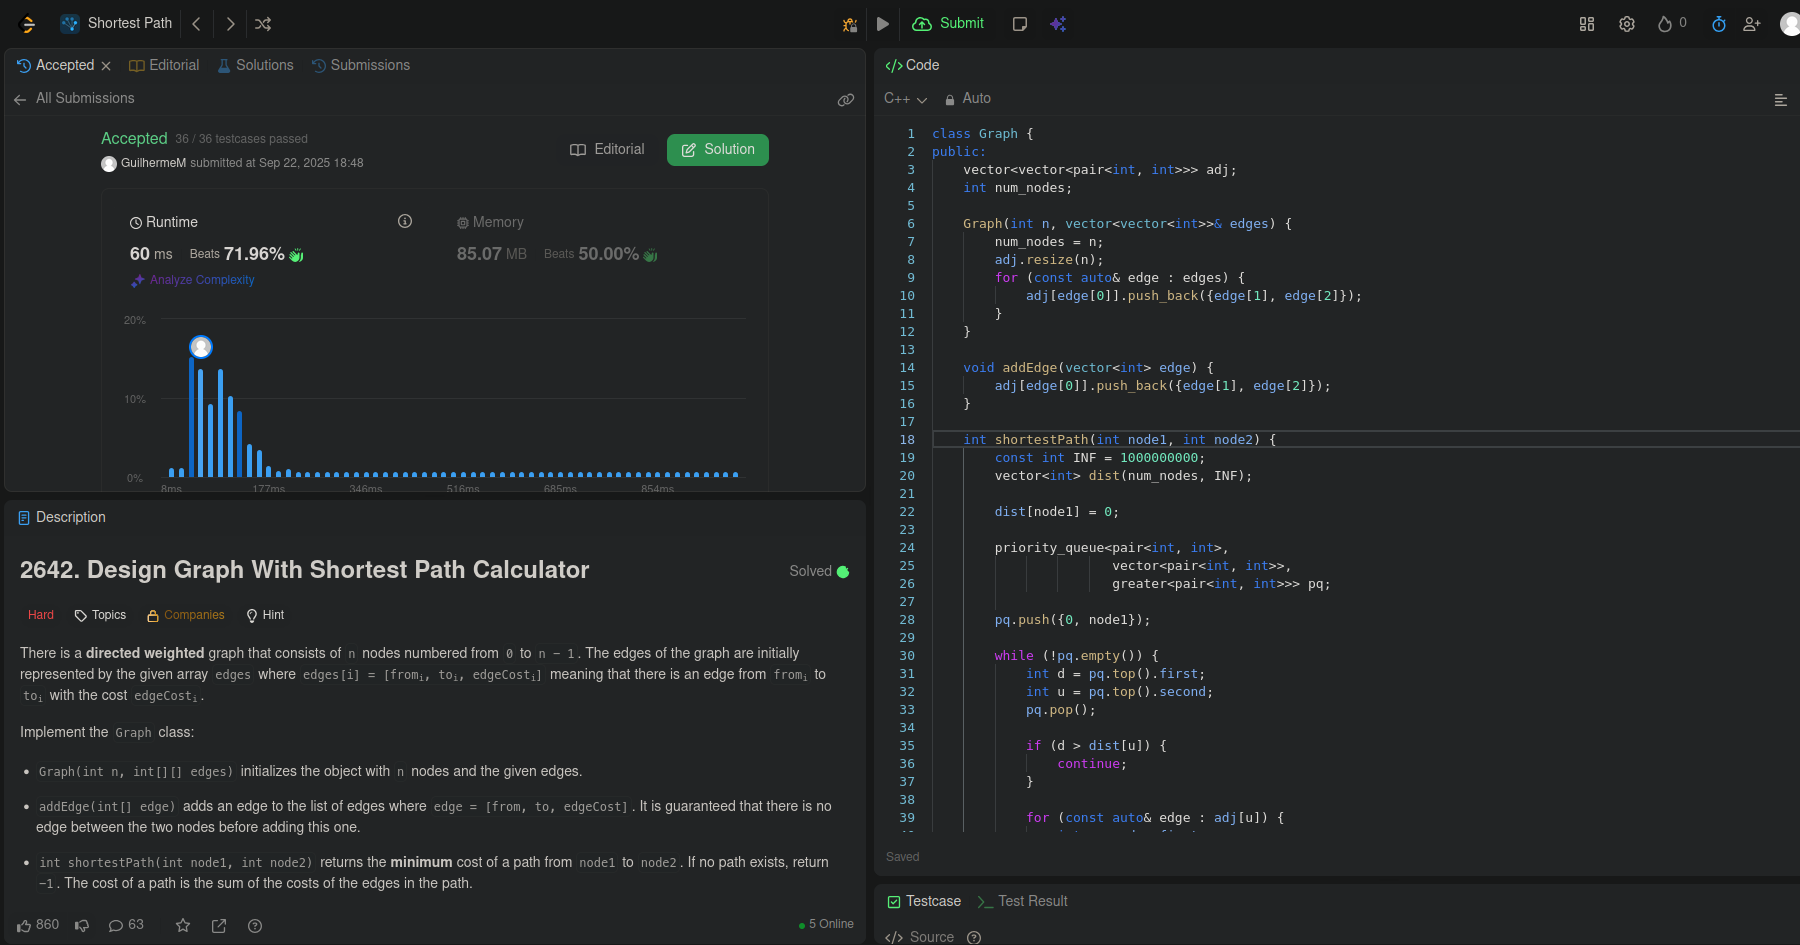 Shortest Path
Submit
0
Accepted
Editorial
Solutions
Submissions
All Submissions
Accepted 36 / 36 testcases passed
GuilhermeM submitted at Sep 22, 2025 18:48
Editorial
Solution
Runtime
60 ms Beats 71.96%
Analyze Complexity
Memory
85.07 MB Beats 50.00%
20%
10%
0%
8ms 177ms 346ms 516ms 685ms 854ms
Description
2642. Design Graph With Shortest Path Calculator
Solved
Hard Topics Companies Hint
There is a directed weighted graph that consists of n nodes numbered from 0 to n - 1. The edges of the graph are initially
represented by the given array edges where edges[i] = [fromi, toi, edgeCosti] meaning that there is an edge from fromi to
toi with the cost edgeCosti.
Implement the Graph class:
• Graph(int n, int[][] edges) initializes the object with n nodes and the given edges.
• addEdge(int[] edge) adds an edge to the list of edges where edge = [from, to, edgeCost]. It is guaranteed that there is no
edge between the two nodes before adding this one.
• int shortestPath(int node1, int node2) returns the minimum cost of a path from node1 to node2. If no path exists, return
-1. The cost of a path is the sum of the costs of the edges in the path.
860
63
5 Online
</> Code
C++ Auto
1 class Graph {
2 public:
3 vector<vector<pair<int, int>>> adj;
4 int num_nodes;
5
6 Graph(int n, vector<vector<int>>& edges) {
7 num_nodes = n;
8 adj.resize(n);
9 for (const auto& edge : edges) {
10 adj[edge[0]].push_back({edge[1], edge[2]});
11 }
12 }
13
14 void addEdge(vector<int> edge) {
15 adj[edge[0]].push_back({edge[1], edge[2]});
16 }
17
18 int shortestPath(int node1, int node2) {
19 const int INF = 1000000000;
20 vector<int> dist(num_nodes, INF);
21
22 dist[node1] = 0;
23
24 priority_queue<pair<int, int>,
25 vector<pair<int, int>>,
26 greater<pair<int, int>>> pq;
27
28 pq.push({0, node1});
29
30 while (!pq.empty()) {
31 int d = pq.top().first;
32 int u = pq.top().second;
33 pq.pop();
34
35 if (d > dist[u]) {
36 continue;
37 }
38
39 for (const auto& edge : adj[u]) {
Saved
Testcase
>_ Test Result
</> Source